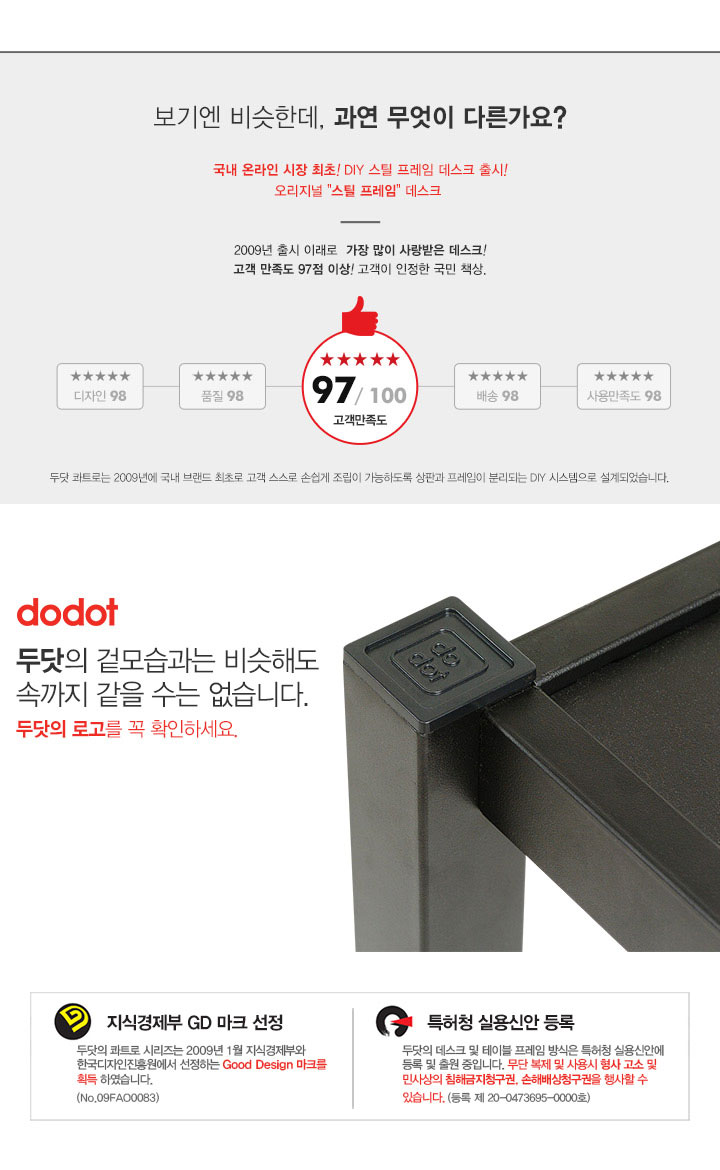 보기엔 비슷한데, 과연 무엇이 다른가요?
국내 온라인 시장 최초! DIY 스틸 프레임 데스크 출시!
오리지널 "스틸 프레임" 데스크
2009년 출시 이래로 가장 많이 사랑받은 데스크!
고객 만족도 97점 이상! 고객이 인정한 국민 책상.
★★★★★
디자인 98
★★★★★
품질 98
★★★★★
97 / 100
고객만족도
★★★★★
배송 98
★★★★★
사용만족도 98
두닷 콰트로는 2009년에 국내 브랜드 최초로 고객 스스로 손쉽게 조립이 가능하도록 상판과 프레임이 분리되는 DIY 시스템으로 설계되었습니다.
dodot
두닷의 겉모습과는 비슷해도
속까지 같을 수는 없습니다.
두닷의 로고를 꼭 확인하세요.
do
dot
지식경제부 GD 마크 선정
두닷의 콰트로 시리즈는 2009년 1월 지식경제부와
한국디자인진흥원에서 선정하는 Good Design 마크를
획득 하였습니다.
(No.09FAO0083)
특허청 실용신안 등록
두닷의 데스크 및 테이블 프레임 방식은 특허청 실용신안에
등록 및 출원 중입니다. 무단 복제 및 사용시 형사 고소 및
민사상의 침해금지청구권, 손해배상청구권을 행사할 수
있습니다. (등록 제 20-0473695-0000호)